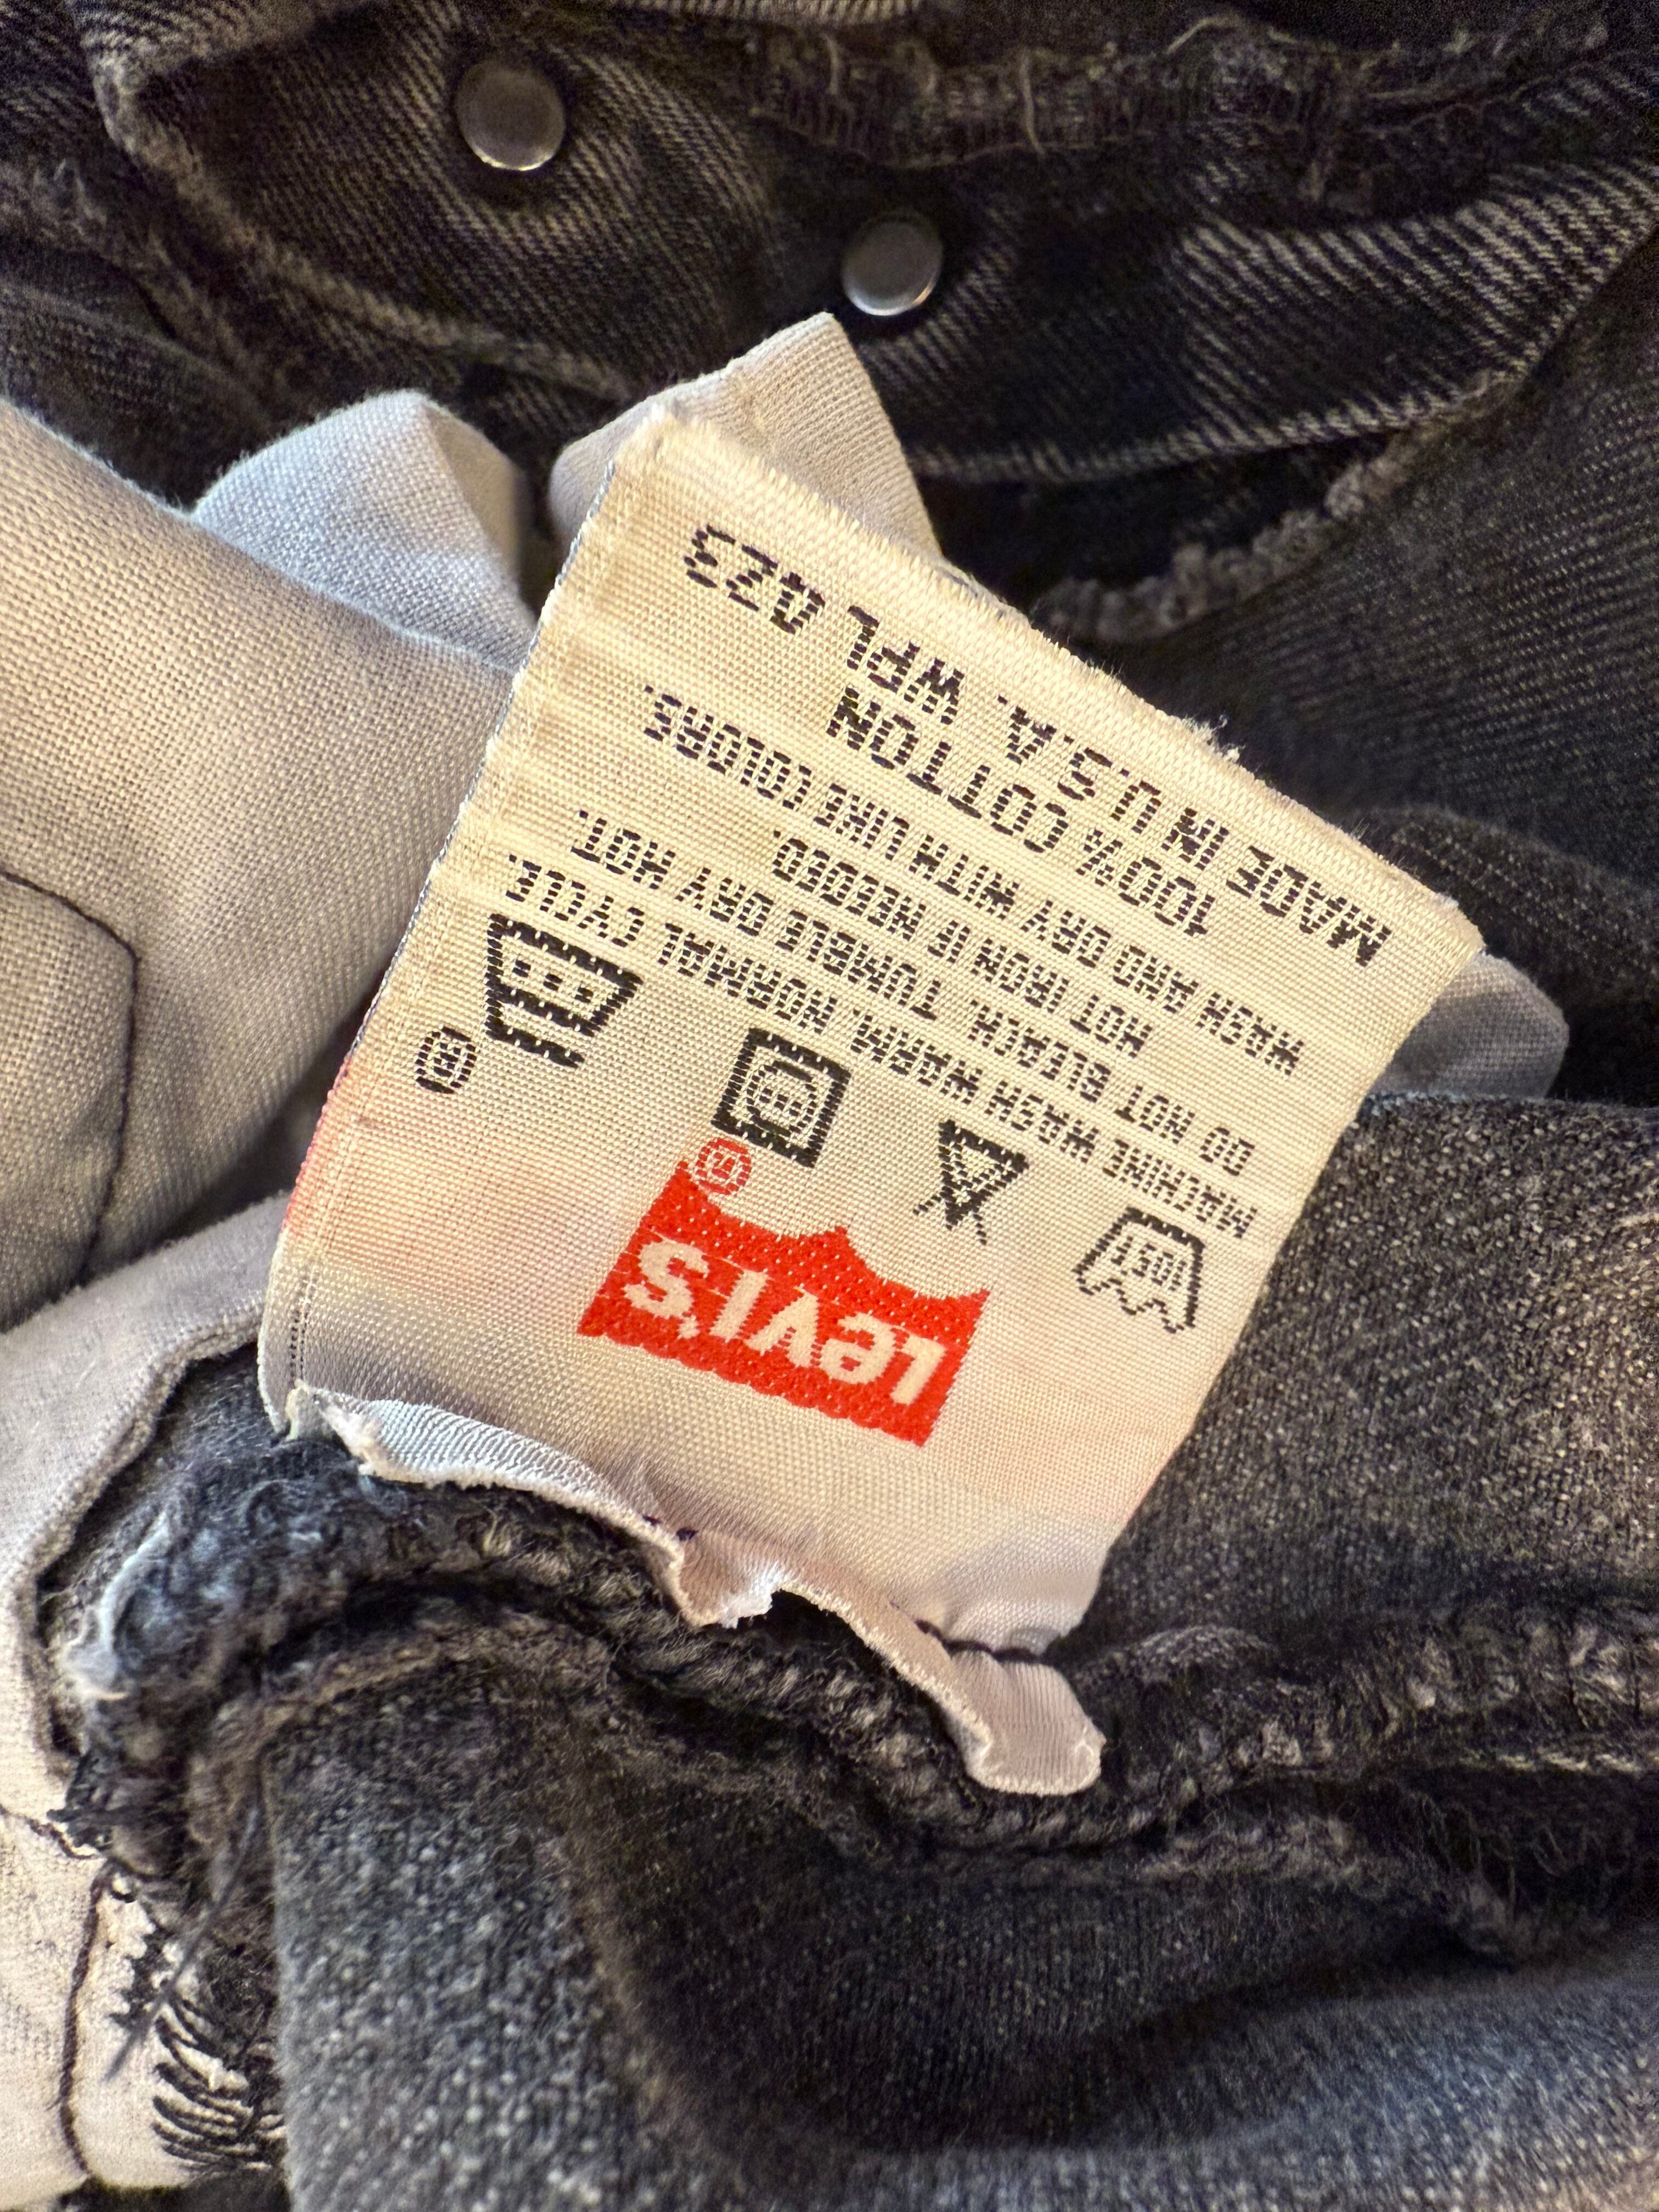 Levi's ®
®
MACHINE WASH WARM, NORMAL CYCLE.
DO NOT BLEACH. TUMBLE DRY HOT.
HOT IRON IF NEEDED.
WASH AND DRY WITH LIKE COLORS.
100% COTTON
MADE IN U.S.A. WPL 423